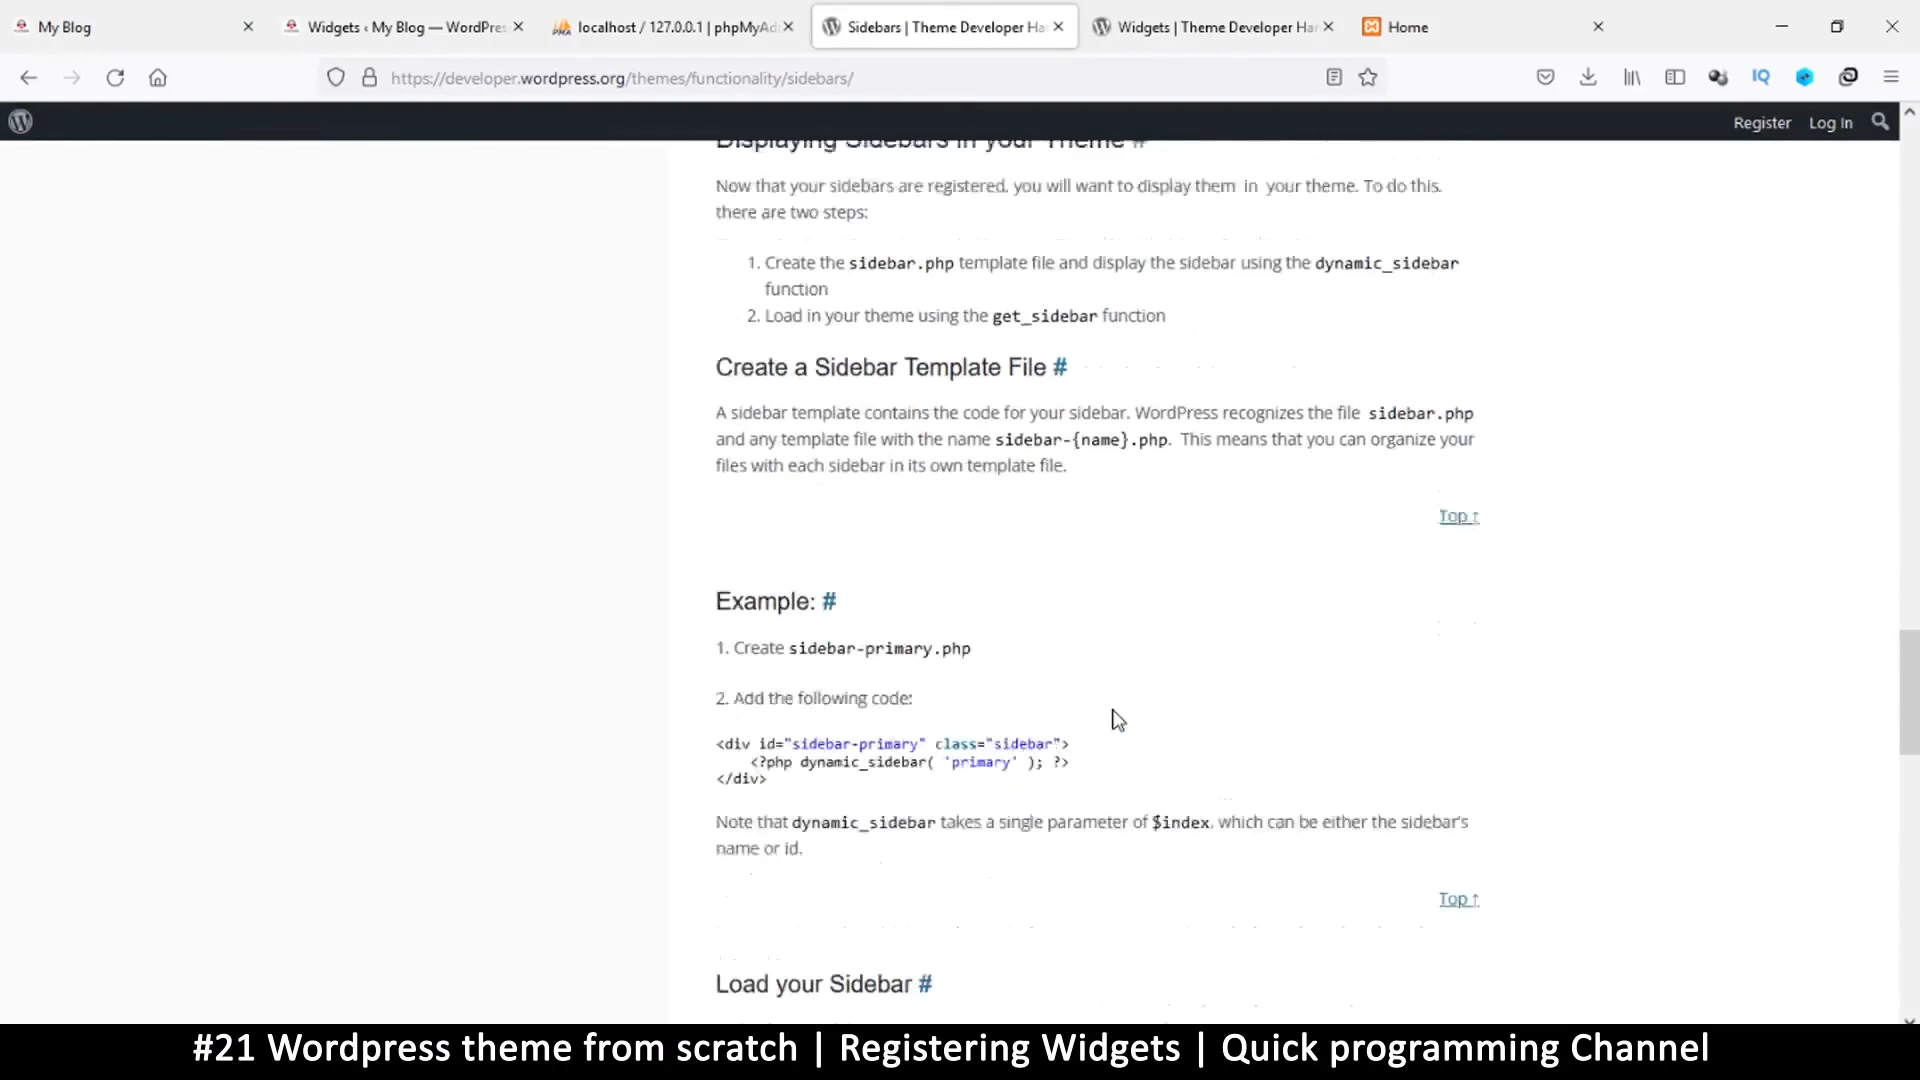 My Blog
Widgets ‹ My Blog — WordPres
localhost / 127.0.0.1 | phpMyAd
Sidebars | Theme Developer Ha
Widgets | Theme Developer Har
Home
https://developer.wordpress.org/themes/functionality/sidebars/
IQ
Register
Log In
Displaying Sidebars in your Theme #
Now that your sidebars are registered, you will want to display them in your theme. To do this,
there are two steps:
1. Create the sidebar.php template file and display the sidebar using the dynamic_sidebar
function
2. Load in your theme using the get_sidebar function
Create a Sidebar Template File #
A sidebar template contains the code for your sidebar. WordPress recognizes the file sidebar.php
and any template file with the name sidebar-{name}.php. This means that you can organize your
files with each sidebar in its own template file.
Top ↑
Example: #
1. Create sidebar-primary.php
2. Add the following code:
<div id="sidebar-primary" class="sidebar">
<?php dynamic_sidebar( 'primary' ); ?>
</div>
Note that dynamic_sidebar takes a single parameter of $index, which can be either the sidebar's
name or id.
Top ↑
Load your Sidebar #
#21 Wordpress theme from scratch | Registering Widgets | Quick programming Channel